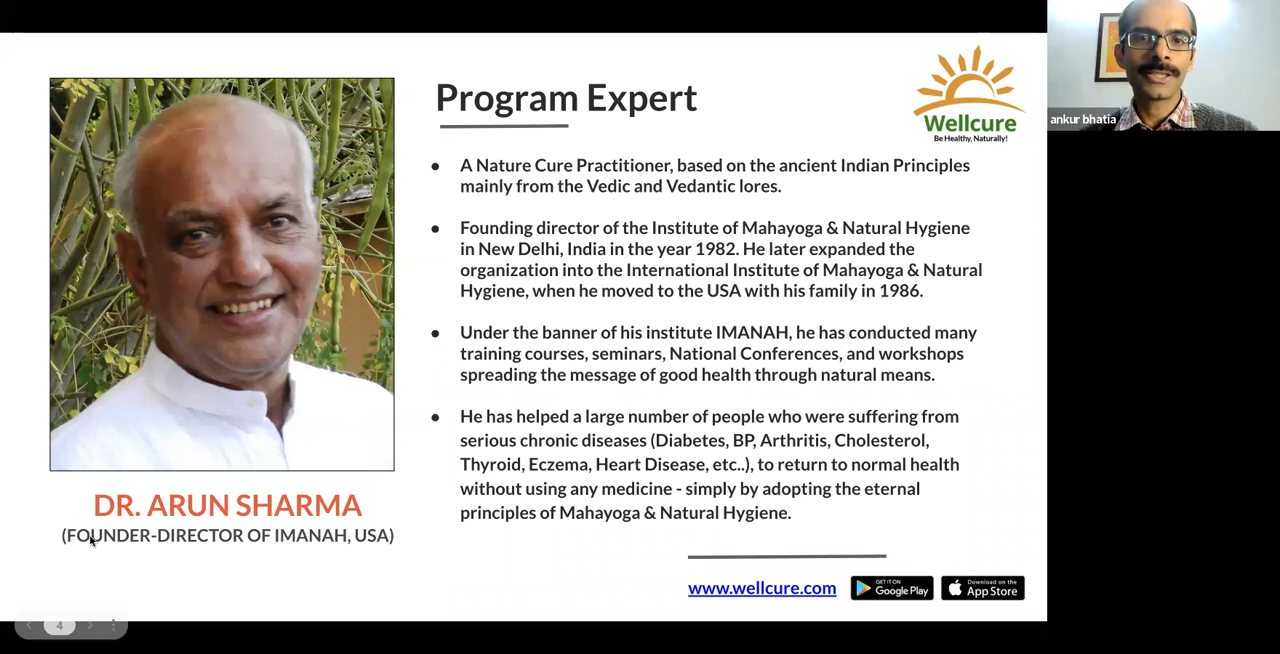 Program Expert
Wellcure
Be Healthy, Naturally!
ankur bhatia
● A Nature Cure Practitioner, based on the ancient Indian Principles
mainly from the Vedic and Vedantic lores.
● Founding director of the Institute of Mahayoga & Natural Hygiene
in New Delhi, India in the year 1982. He later expanded the
organization into the International Institute of Mahayoga & Natural
Hygiene, when he moved to the USA with his family in 1986.
● Under the banner of his institute IMANAH, he has conducted many
training courses, seminars, National Conferences, and workshops
spreading the message of good health through natural means.
● He has helped a large number of people who were suffering from
serious chronic diseases (Diabetes, BP, Arthritis, Cholesterol,
Thyroid, Eczema, Heart Disease, etc..), to return to normal health
without using any medicine - simply by adopting the eternal
principles of Mahayoga & Natural Hygiene.
DR. ARUN SHARMA
(FOUNDER-DIRECTOR OF IMANAH, USA)
www.wellcure.com
GET IT ON
Google Play
Download on the
App Store
4